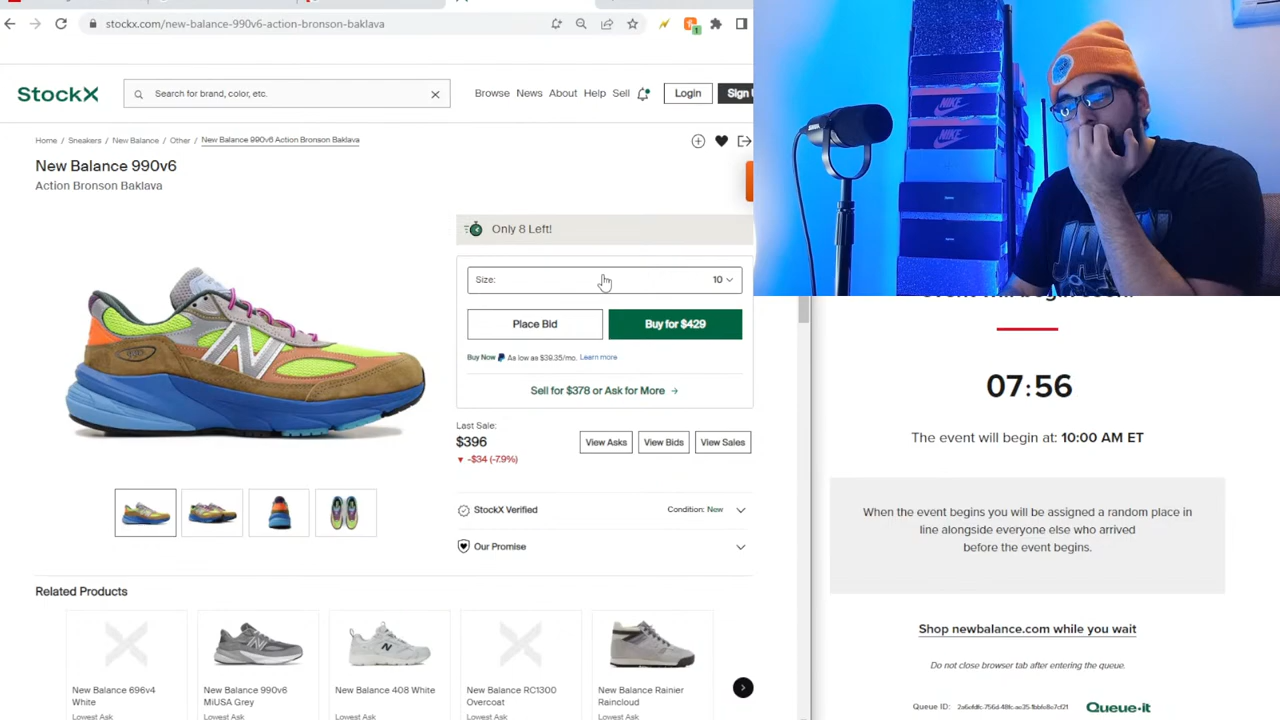 stockx.com/new-balance-990v6-action-bronson-baklava
1
StockX
Search for brand, color, etc.
Browse News About Help Sell
Login
Home / Sneakers / New Balance / Other / New Balance 990v6 Action Bronson Baklava
New Balance 990v6
Action Bronson Baklava
Only 8 Left!
Size: 10
Place Bid
Buy for $429
Buy Now As low as $39.35/mo. Learn more
Sell for $378 or Ask for More →
Last Sale:
$396
▼ -$34 (-7.9%)
View Asks
View Bids
View Sales
StockX Verified
Condition: New
Our Promise
Related Products
New Balance 696v4
White
Lowest Ask
New Balance 990v6
MiUSA Grey
Lowest Ask
New Balance 408 White
Lowest Ask
New Balance RC1300
Overcoat
Lowest Ask
New Balance Rainier
Raincloud
Lowest Ask
NIKE
NIKE
07:56
The event will begin at: 10:00 AM ET
When the event begins you will be assigned a random place in
line alongside everyone else who arrived
before the event begins.
Shop newbalance.com while you wait
Do not close browser tab after entering the queue.
Queue ID:
Queue-it